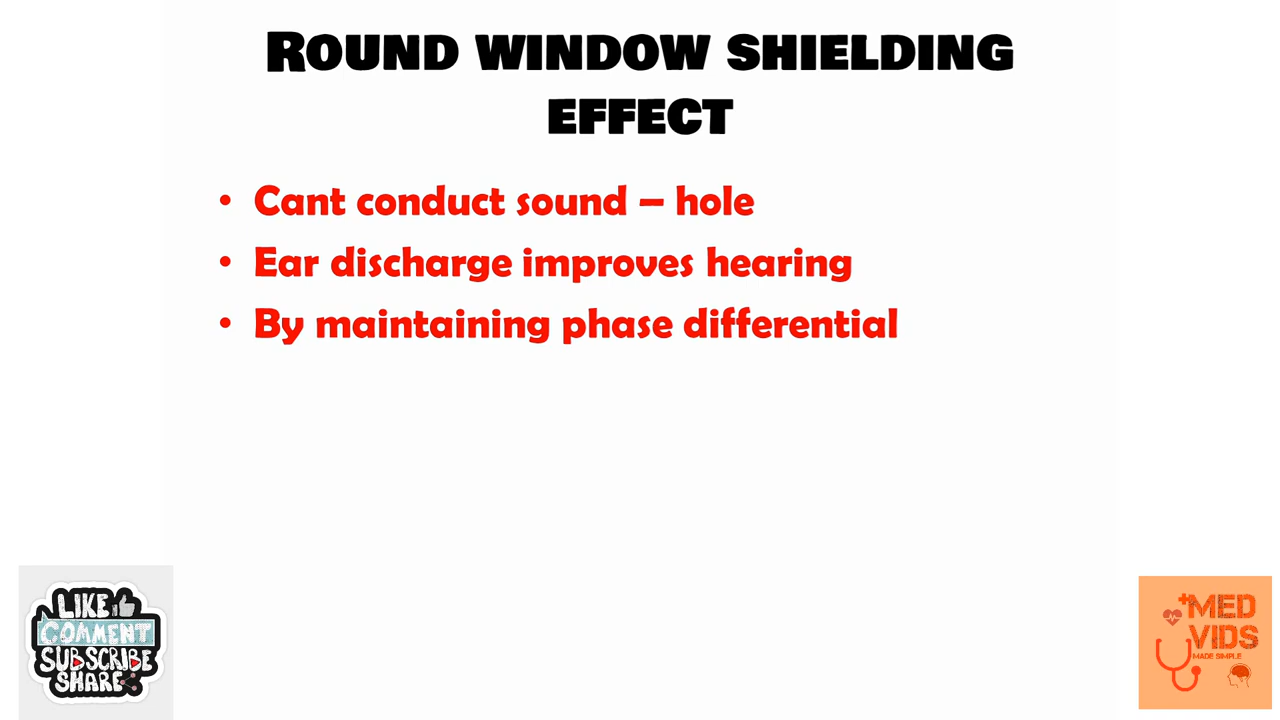 ROUND WINDOW SHIELDING
EFFECT
• Cant conduct sound – hole
• Ear discharge improves hearing
• By maintaining phase differential
LIKE
COMMENT
SUBSCRIBE
SHARE
MED
VIDS
MADE SIMPLE